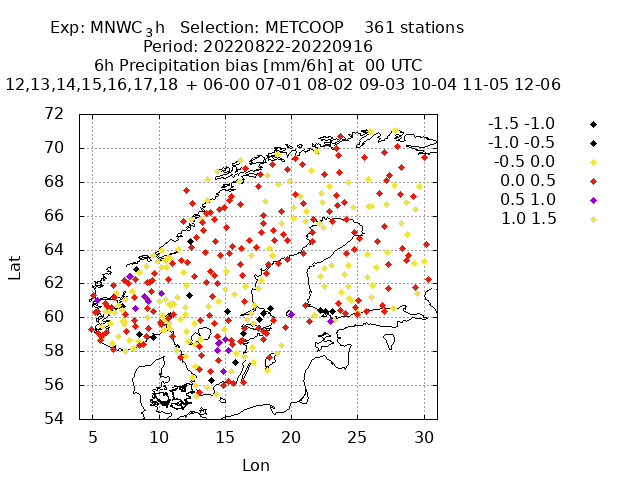 Exp: MNWC_3h   Selection: METCOOP    361 stations
Period: 20220822-20220916
6h Precipitation bias [mm/6h] at  00 UTC
12,13,14,15,16,17,18  + 06-00 07-01 08-02 09-03 10-04 11-05 12-06
72
70
68
66
64
62
60
58
56
54
Lat
5 10 15 20 25 30
Lon
-1.5 -1.0
-1.0 -0.5
-0.5 0.0
0.0 0.5
0.5 1.0
1.0 1.5